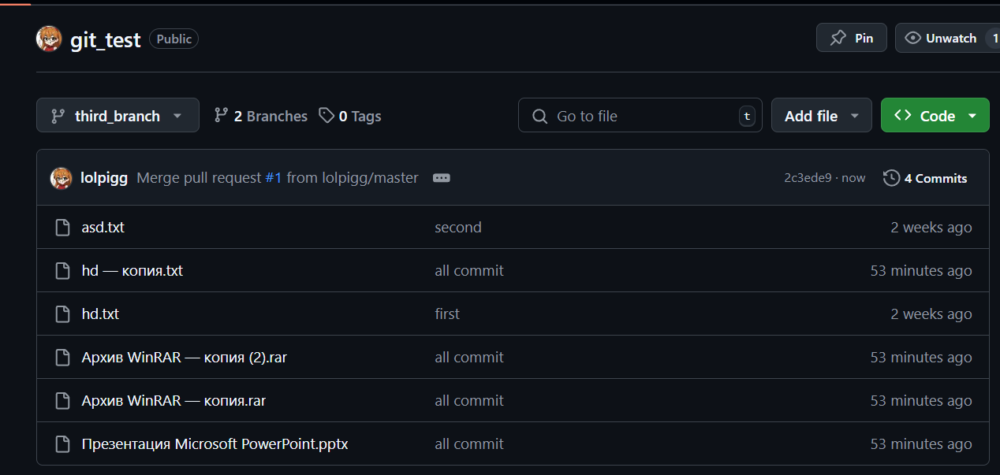 git_test Public Pin Unwatch 1
third_branch 2 Branches 0 Tags Go to file t Add file Code
lolpigg Merge pull request #1 from lolpigg/master 2c3ede9 · now 4 Commits
asd.txt second 2 weeks ago
hd — копия.txt all commit 53 minutes ago
hd.txt first 2 weeks ago
Архив WinRAR — копия (2).rar all commit 53 minutes ago
Архив WinRAR — копия.rar all commit 53 minutes ago
Презентация Microsoft PowerPoint.pptx all commit 53 minutes ago